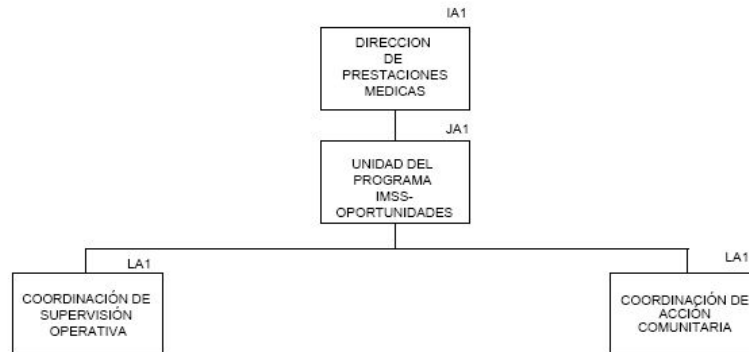 IA1
DIRECCION
DE
PRESTACIONES
MEDICAS
JA1
UNIDAD DEL
PROGRAMA
IMSS-
OPORTUNIDADES
LA1
COORDINACIÓN DE
SUPERVISIÓN
OPERATIVA
LA1
COORDINACIÓN DE
ACCIÓN
COMUNITARIA